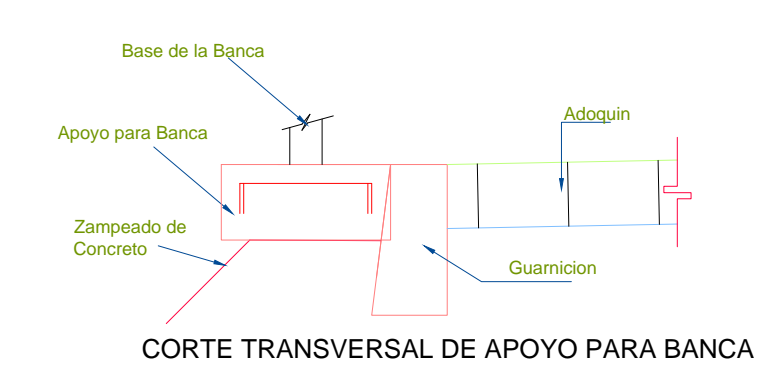 Base de la Banca
Adoquin
Apoyo para Banca
Zampeado de
Concreto
Guarnicion
CORTE TRANSVERSAL DE APOYO PARA BANCA